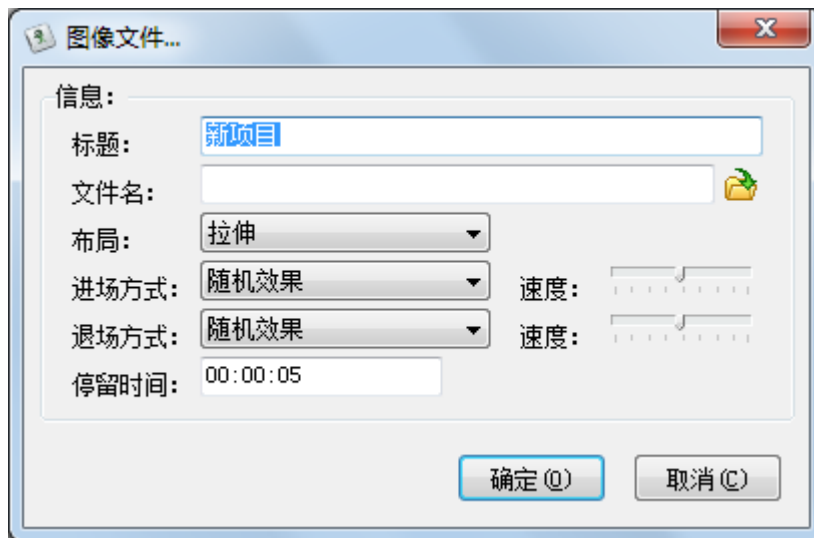 图像文件...
信息:
标题: 新项目
文件名:
布局: 拉伸
进场方式: 随机效果 速度:
退场方式: 随机效果 速度:
停留时间: 00:00:05
确定(O) 取消(C)